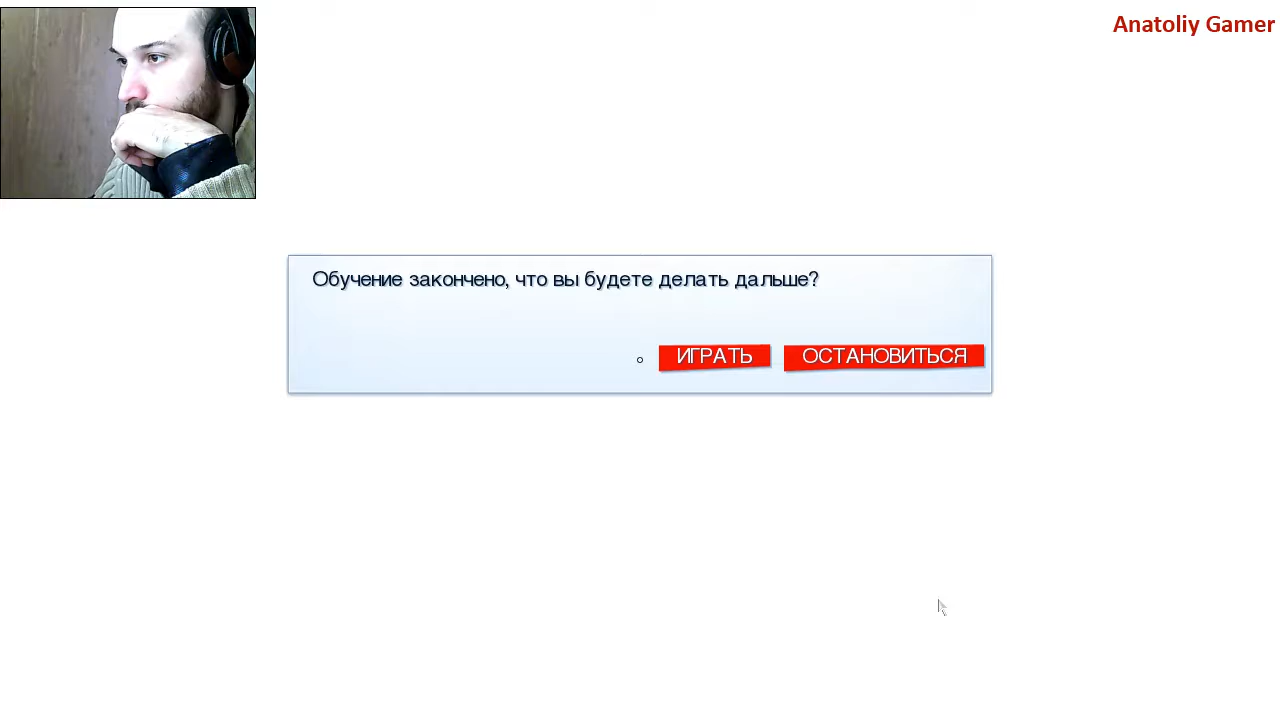 Anatoliy Gamer
Обучение закончено, что вы будете делать дальше?
ИГРАТЬ ОСТАНОВИТЬСЯ